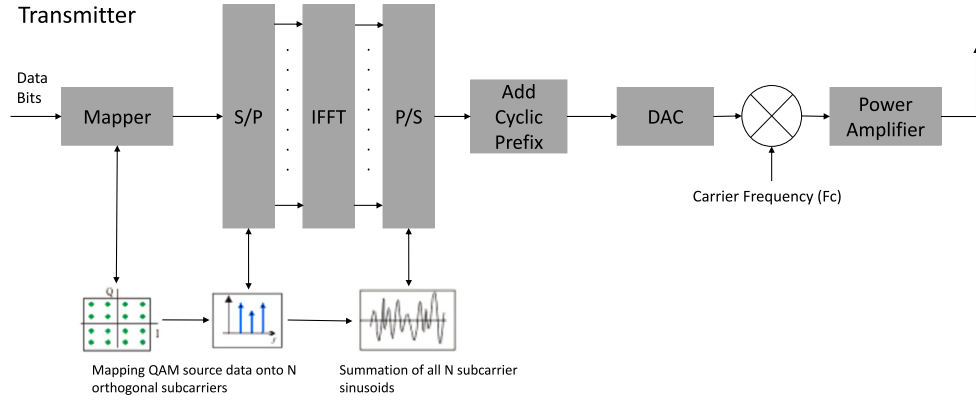 Transmitter
Data
Bits
Mapper
S/P
IFFT
P/S
Add
Cyclic
Prefix
DAC
Power
Amplifier
Carrier Frequency (Fc)
Q
I
f
Mapping QAM source data onto N
orthogonal subcarriers
Summation of all N subcarrier
sinusoids